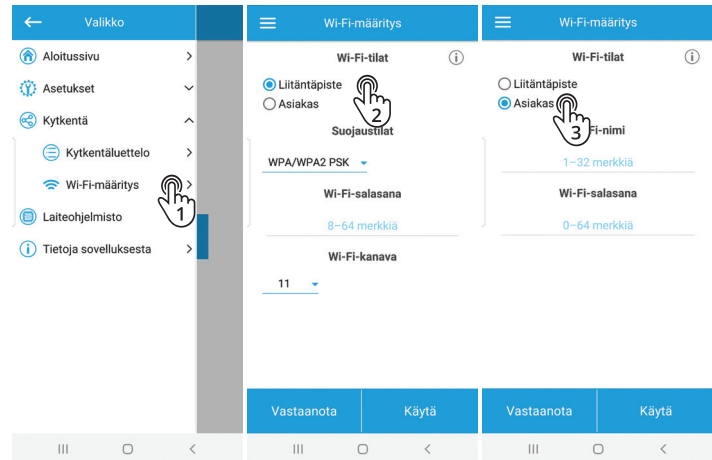 Valikko
Aloitussivu
Asetukset
Kytkentä
Kytkentäluettelo
Wi-Fi-määritys
1
Laiteohjelmisto
Tietoja sovelluksesta
Wi-Fi-määritys
Wi-Fi-tilat
Liitäntäpiste
Asiakas
2
Suojaustilat
WPA/WPA2 PSK
Wi-Fi-salasana
8–64 merkkiä
Wi-Fi-kanava
11
Vastaanota Käytä
Wi-Fi-määritys
Wi-Fi-tilat
Liitäntäpiste
Asiakas
3
Fi-nimi
1–32 merkkiä
Wi-Fi-salasana
0–64 merkkiä
Vastaanota Käytä